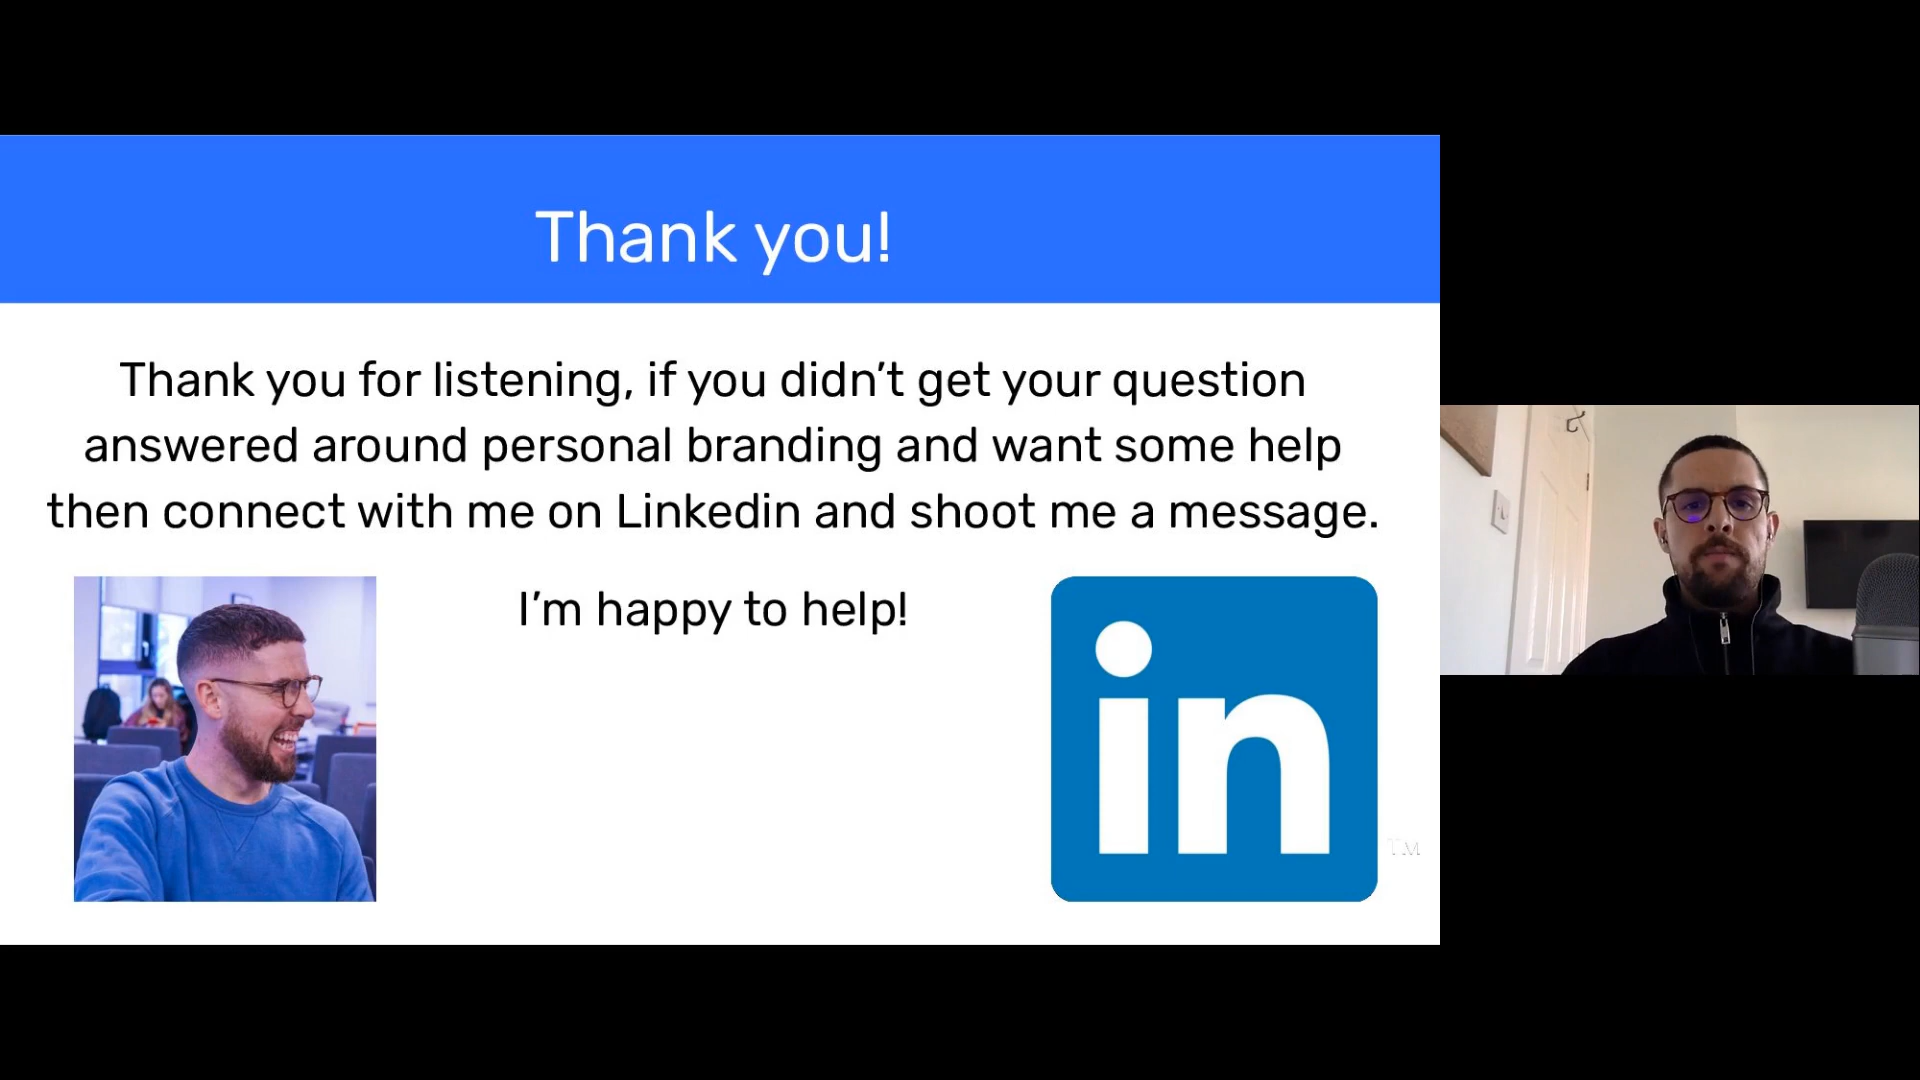 Thank you!
Thank you for listening, if you didn’t get your question
answered around personal branding and want some help
then connect with me on Linkedin and shoot me a message.
I’m happy to help!
in
TM